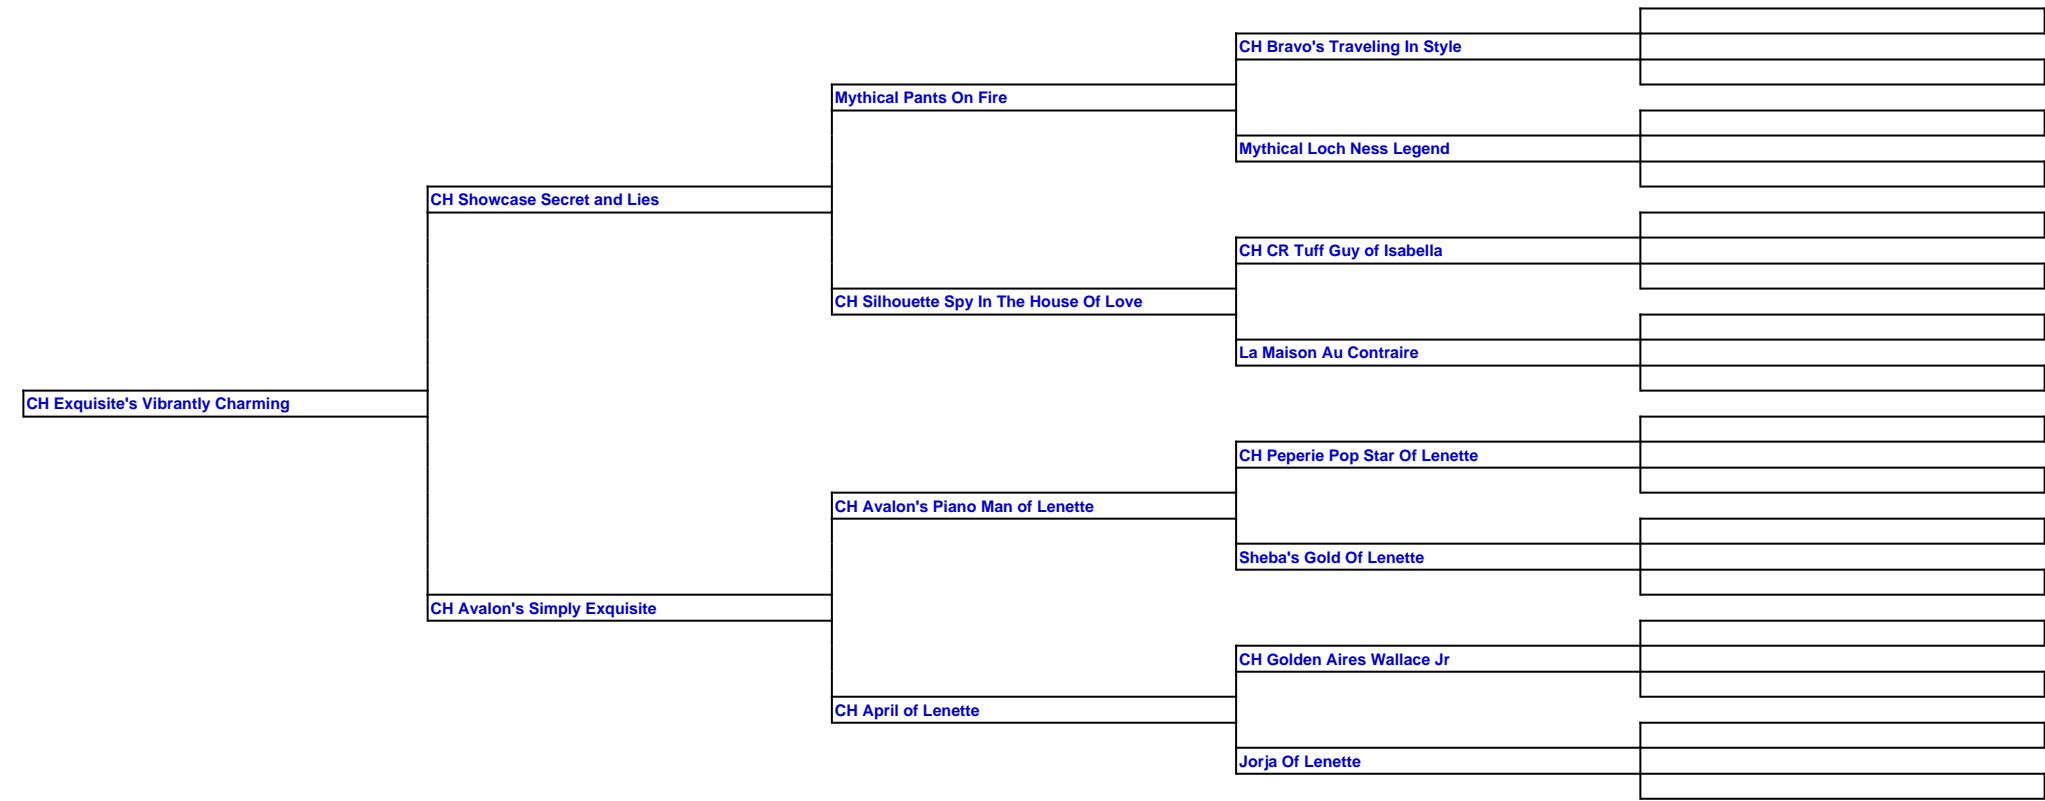 CH Bravo's Traveling In Style
Mythical Pants On Fire
Mythical Loch Ness Legend
CH Showcase Secret and Lies
CH CR Tuff Guy of Isabella
CH Silhouette Spy In The House Of Love
La Maison Au Contraire
CH Exquisite's Vibrantly Charming
CH Peperie Pop Star Of Lenette
CH Avalon's Piano Man of Lenette
Sheba's Gold Of Lenette
CH Avalon's Simply Exquisite
CH Golden Aires Wallace Jr
CH April of Lenette
Jorja Of Lenette